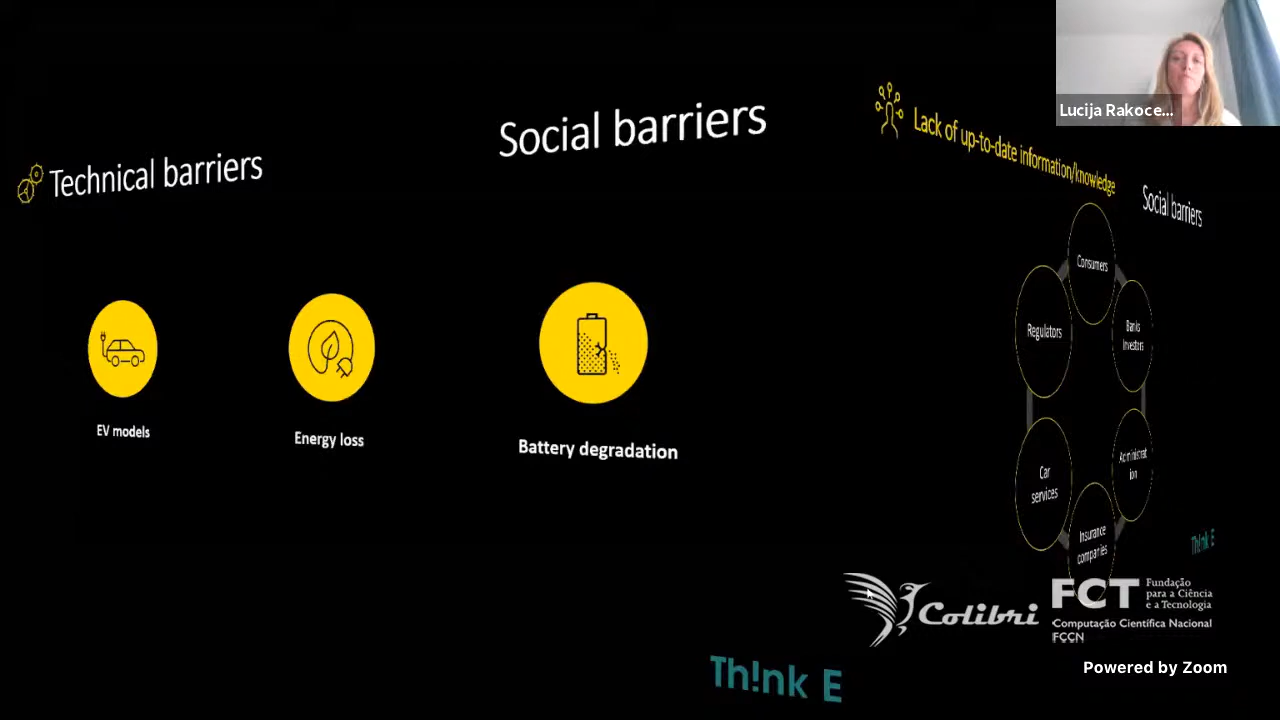 Lucija Rakoce...
Social barriers
Technical barriers
EV models
Energy loss
Battery degradation
Lack of up-to-date information/knowledge
Social barriers
Consumers
Regulators
Banks
Investors
Car
services
Administrat
ion
Insurance
companies
Th!nk E
Th!nk E
Colibri
FCT
Fundação
para a Ciência
e a Tecnologia
Computação Científica Nacional
FCCN
Powered by Zoom